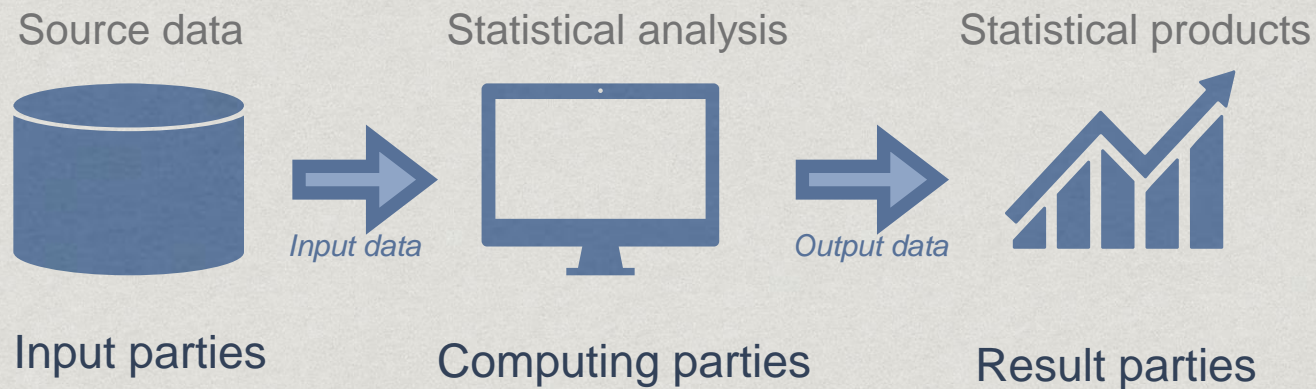 Source data
Statistical analysis
Statistical products
Input data
Output data
Input parties
Computing parties
Result parties